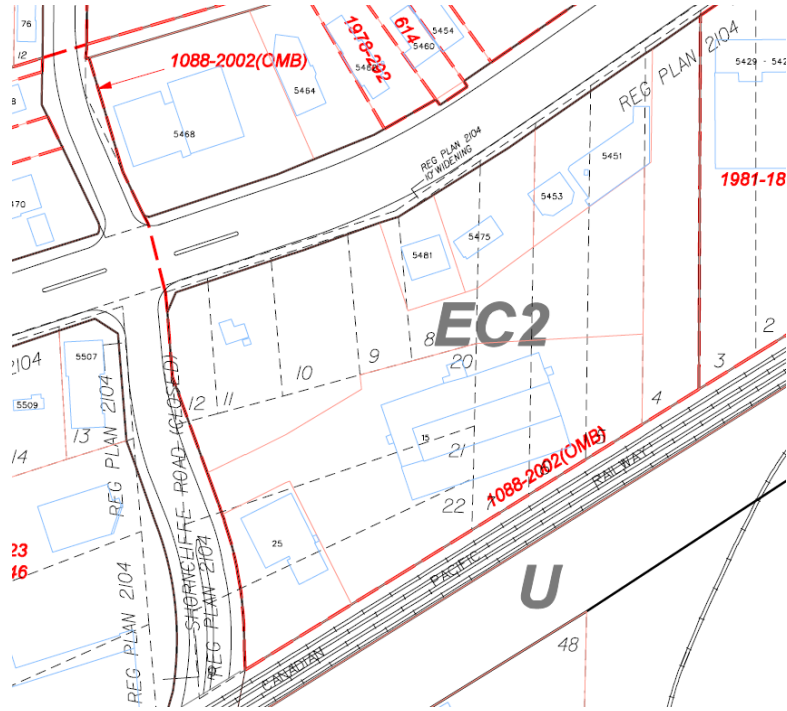 76
12
1088-2002(OMB)
1978-292
614
5454
5460
5464
5468
REG PLAN 2104
5429 - 542
1981-18
REG PLAN 2104
10' WIDENING
5451
5453
5475
5481
470
EC2
2
3
4
8
9
10
11
12
20
21
22
15
1088-2002(OMB)
2104
5507
5509
13
14
REG PLAN 2104
SHORNCLIFFE ROAD (CLOSED)
REG PLAN 2104
REG PLAN 2104
25
23
46
CANADIAN
PACIFIC
RAILWAY
U
48